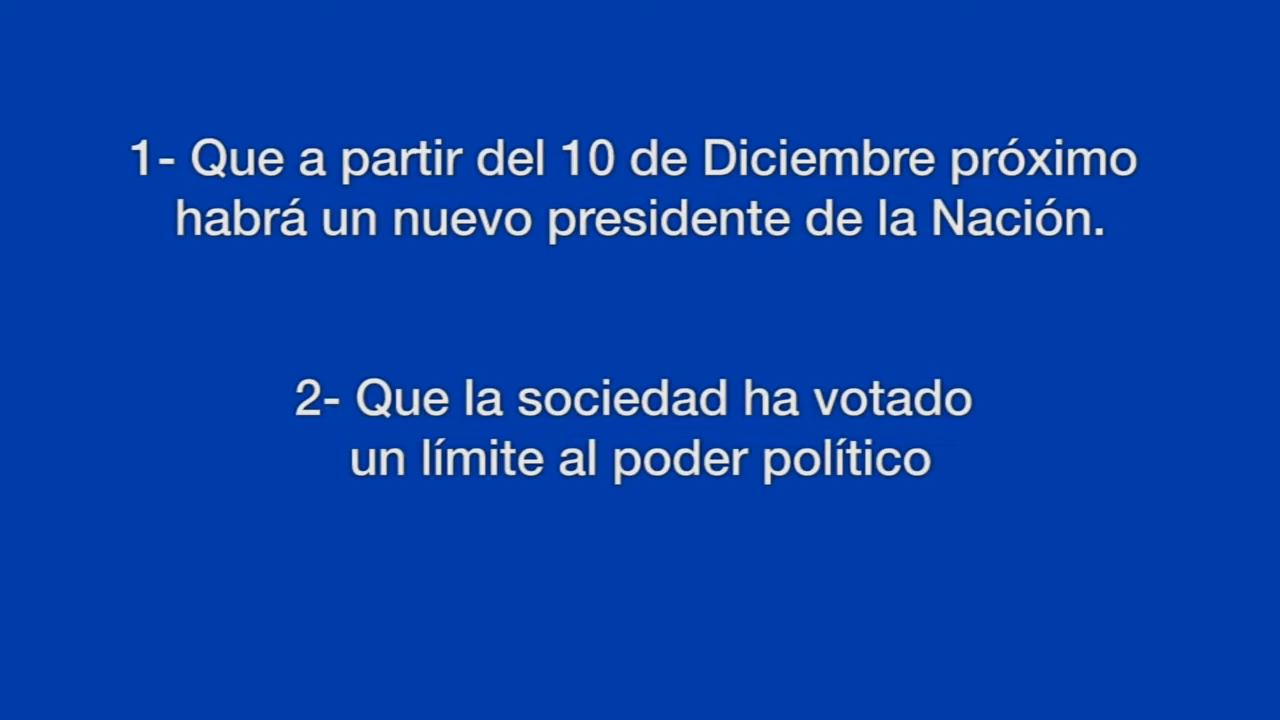 1- Que a partir del 10 de Diciembre próximo
habrá un nuevo presidente de la Nación.
2- Que la sociedad ha votado
un límite al poder político